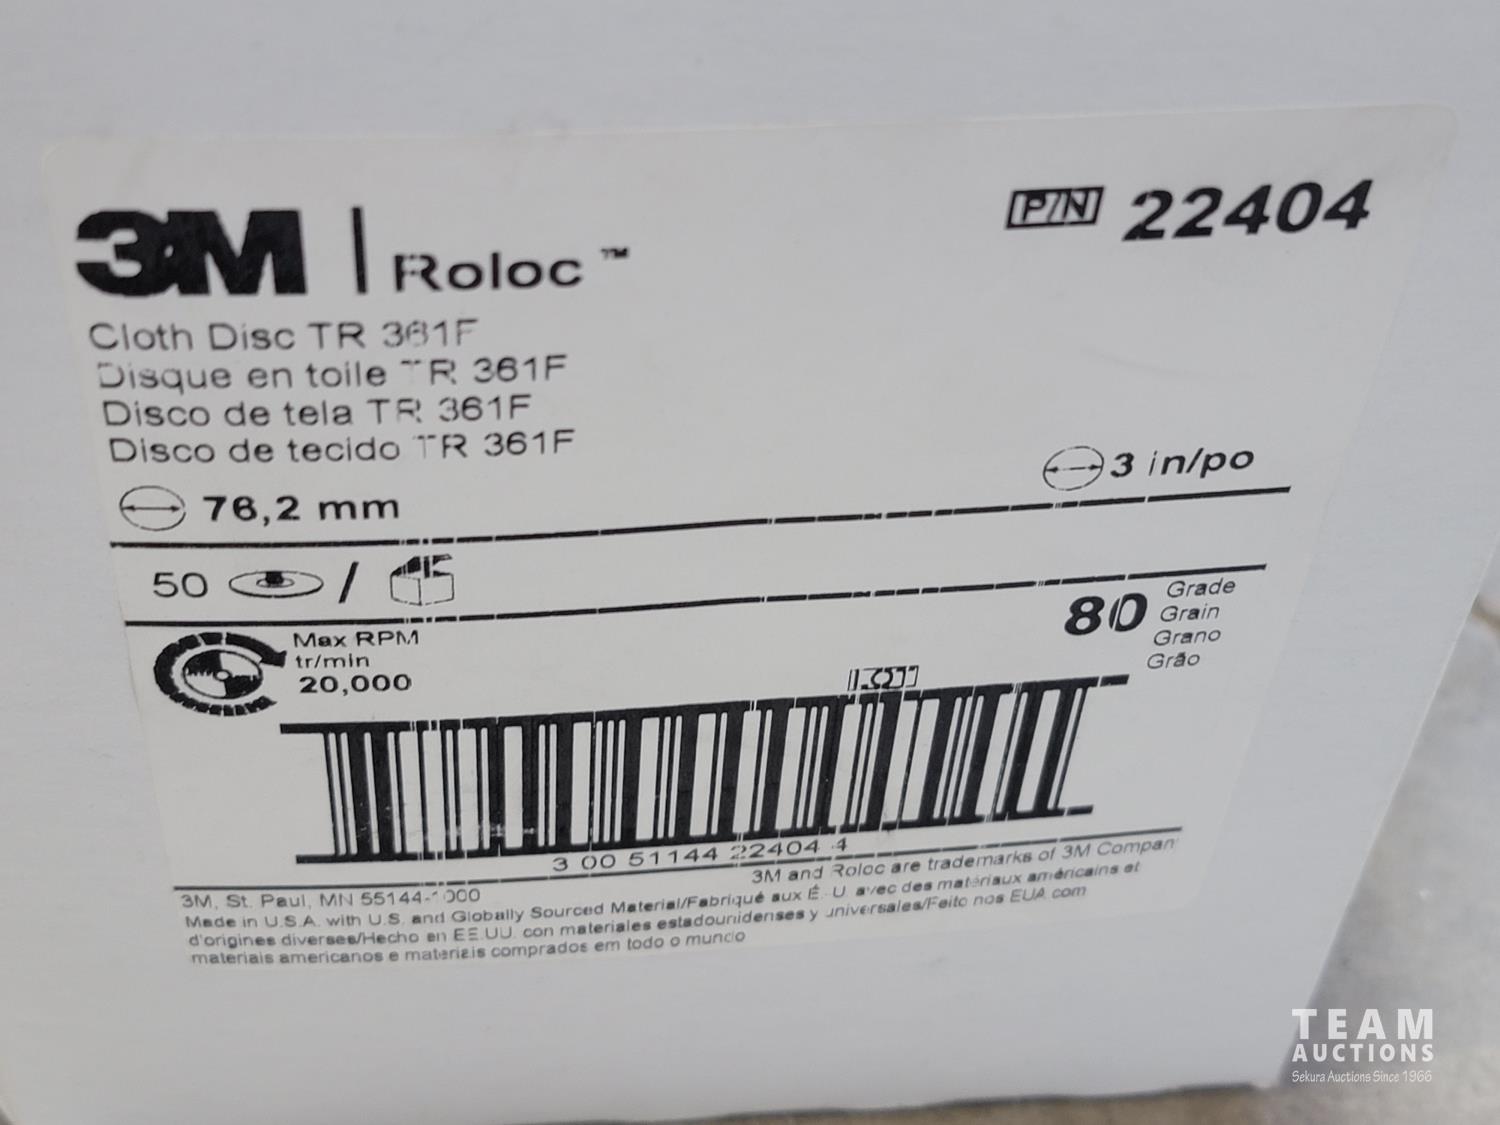 3M | Roloc ™
P/N 22404
Cloth Disc TR 361F
Disque en toile TR 361F
Disco de tela TR 361F
Disco de tecido TR 361F
76,2 mm
3 in/po
50 /
80 Grade
Grain
Grano
Grão
Max RPM
tr/min
20,000
3 00 51144 22404 4
3M and Roloc are trademarks of 3M Compan
3M, St. Paul, MN 55144-1000
Made in U.S.A. with U.S. and Globally Sourced Material/Fabriqué aux É.-U. avec des matériaux américains et
d'origines diverses/Hecho en EE.UU. con materiales estadounidenses y universales/Feito nos EUA com
materiais americanos e materiais comprados em todo o mundo
TEAM
AUCTIONS
Sekura Auctions Since 1966